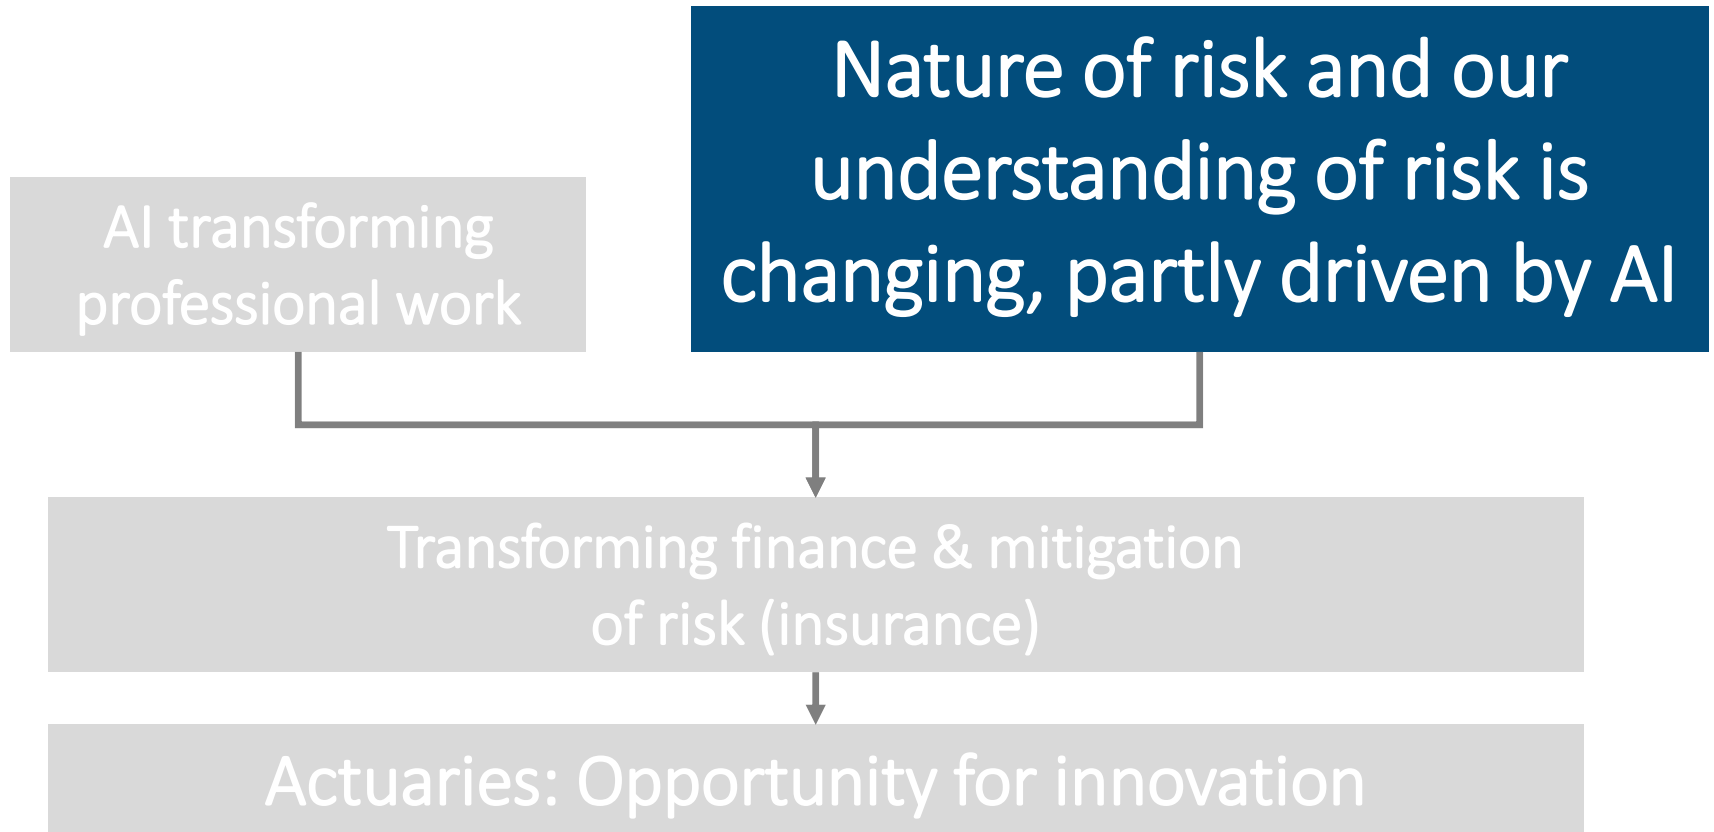 Nature of risk and our
understanding of risk is
changing, partly driven by AI
AI transforming
professional work
Transforming finance & mitigation
of risk (insurance)
Actuaries: Opportunity for innovation